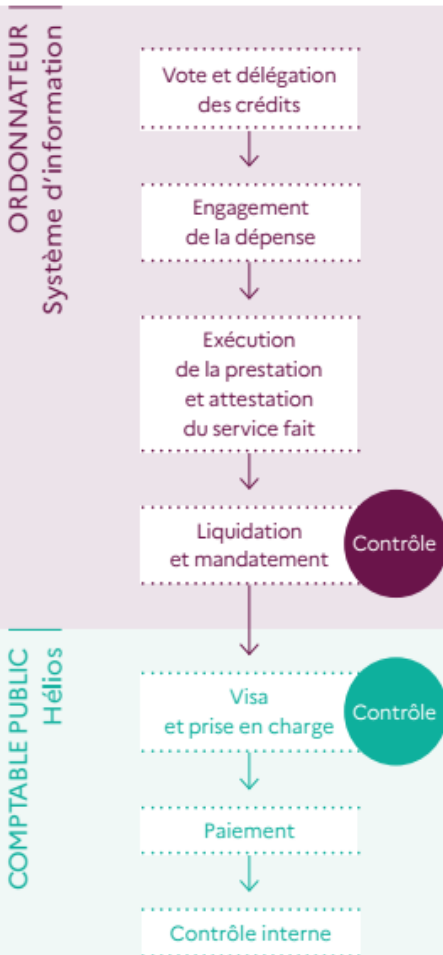 ORDONNATEUR
Système d'information
Vote et délégation
des crédits
Engagement
de la dépense
Exécution
de la prestation
et attestation
du service fait
Liquidation
et mandatement
Contrôle
COMPTABLE PUBLIC
Hélios
Visa
et prise en charge
Contrôle
Paiement
Contrôle interne